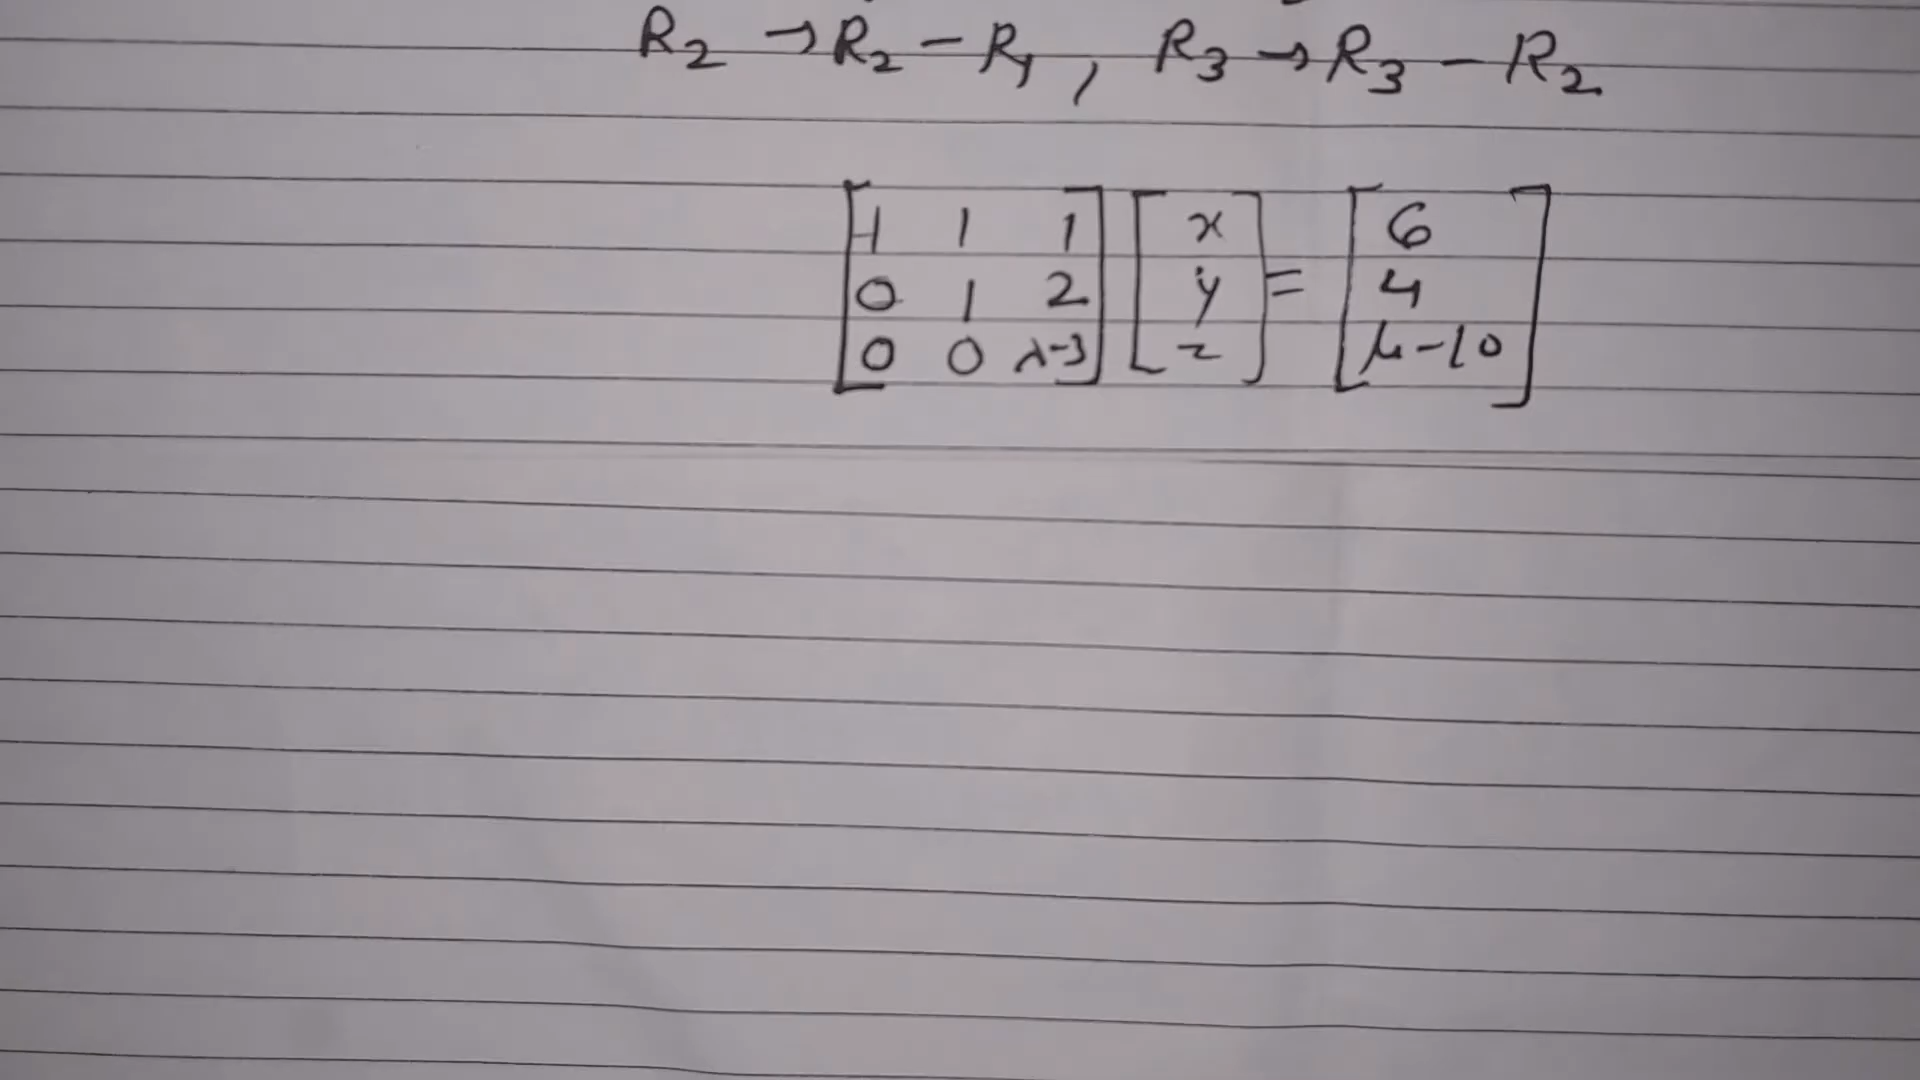 R₂ → R₂ - R₁, R₃ → R₃ - R₂
[1 1 1] [x] = [6]
[0 1 2] [y] = [4]
[0 0 λ-3] [z] = [μ-10]